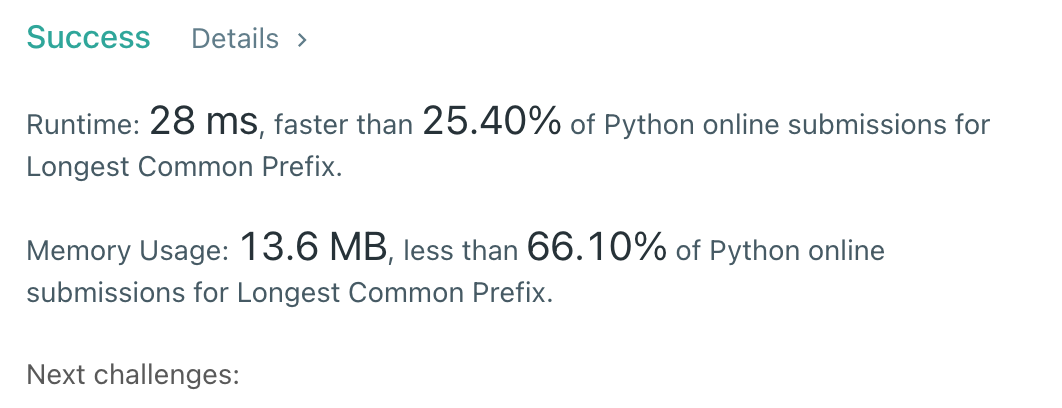 Success Details >
Runtime: 28 ms, faster than 25.40% of Python online submissions for
Longest Common Prefix.
Memory Usage: 13.6 MB, less than 66.10% of Python online
submissions for Longest Common Prefix.
Next challenges: